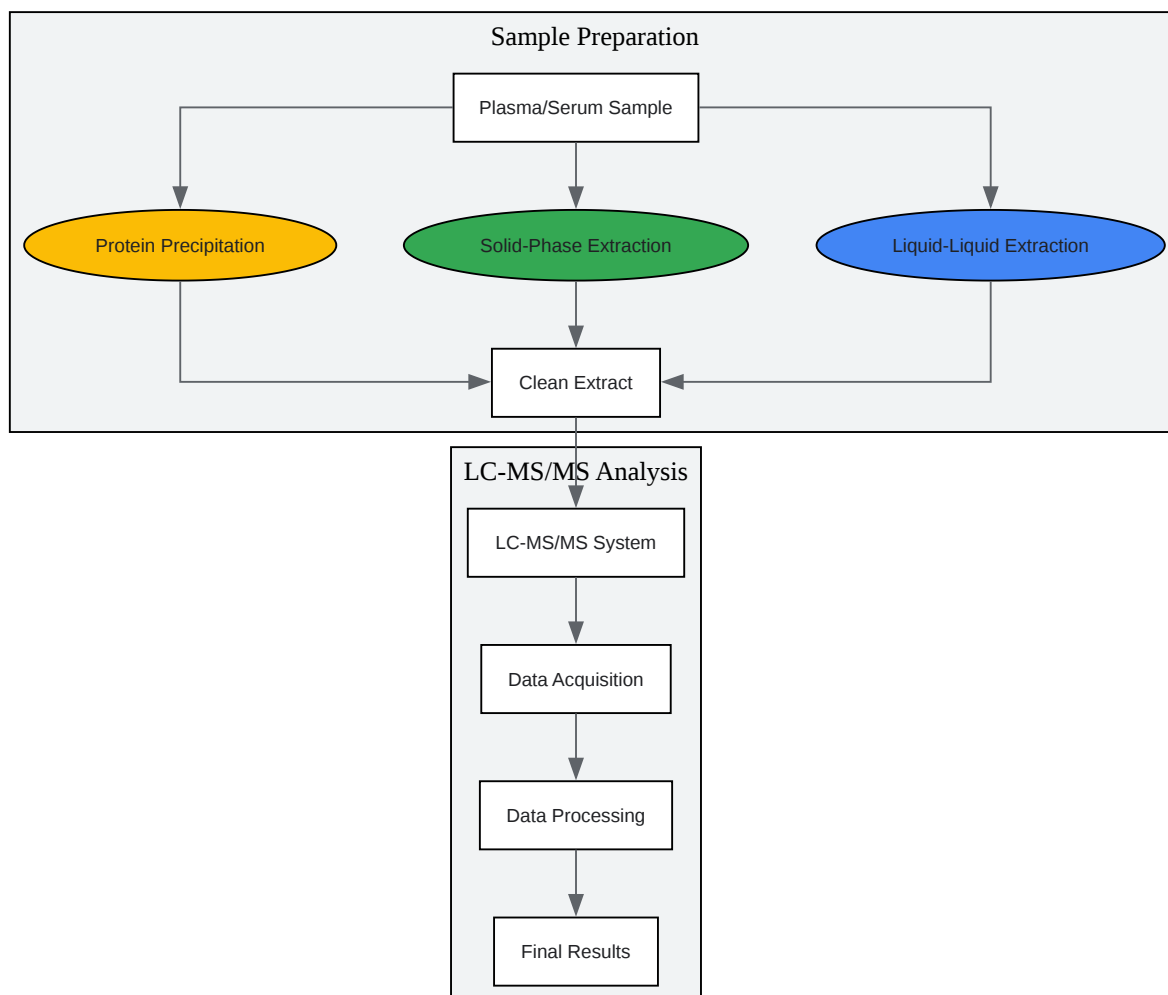 Sample Preparation
Plasma/Serum Sample
Protein Precipitation
Solid-Phase Extraction
Liquid-Liquid Extraction
Clean Extract
LC-MS/MS Analysis
LC-MS/MS System
Data Acquisition
Data Processing
Final Results